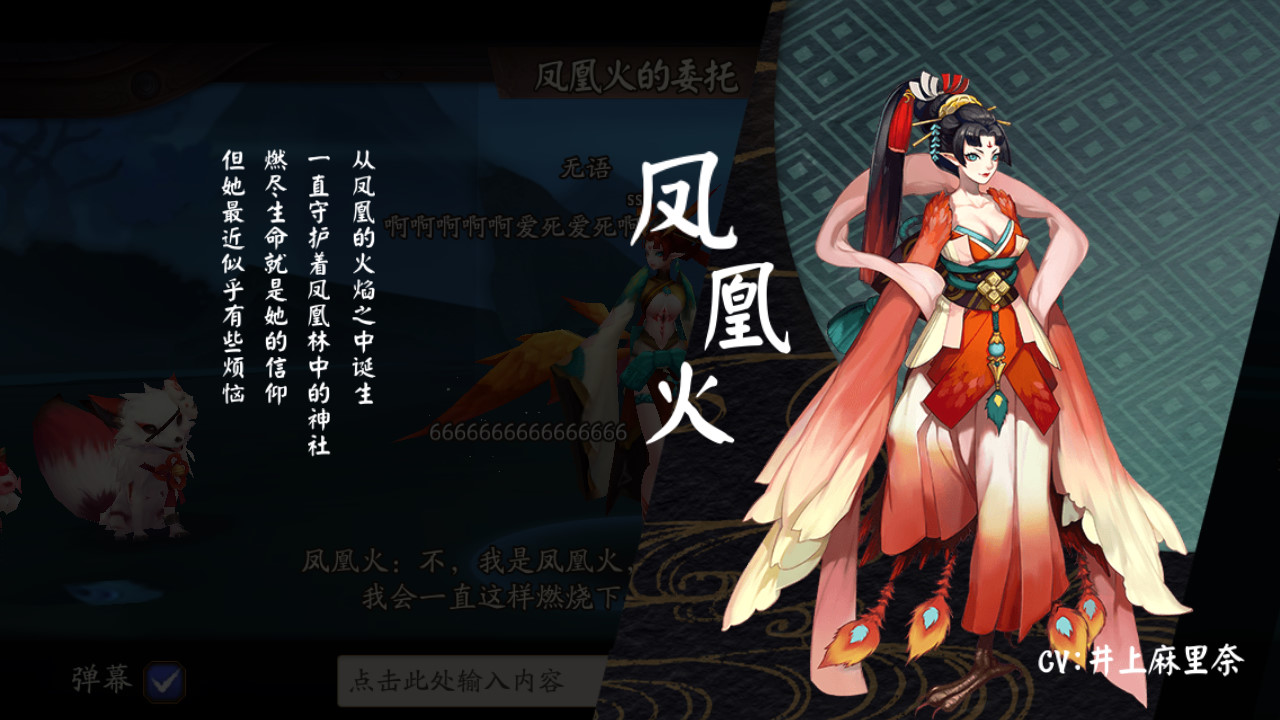 凤凰火的委托
无语
ss
啊啊啊啊啊爱死爱死啊
从凤凰的火焰之中诞生
一直守护着凤凰林中的神社
燃尽生命就是她的信仰
但她最近似乎有些烦恼
凤凰火
6666666666666666
凤凰火：不，我是凤凰火，
我会一直这样燃烧下
弹幕
点击此处输入内容
CV:井上麻里奈